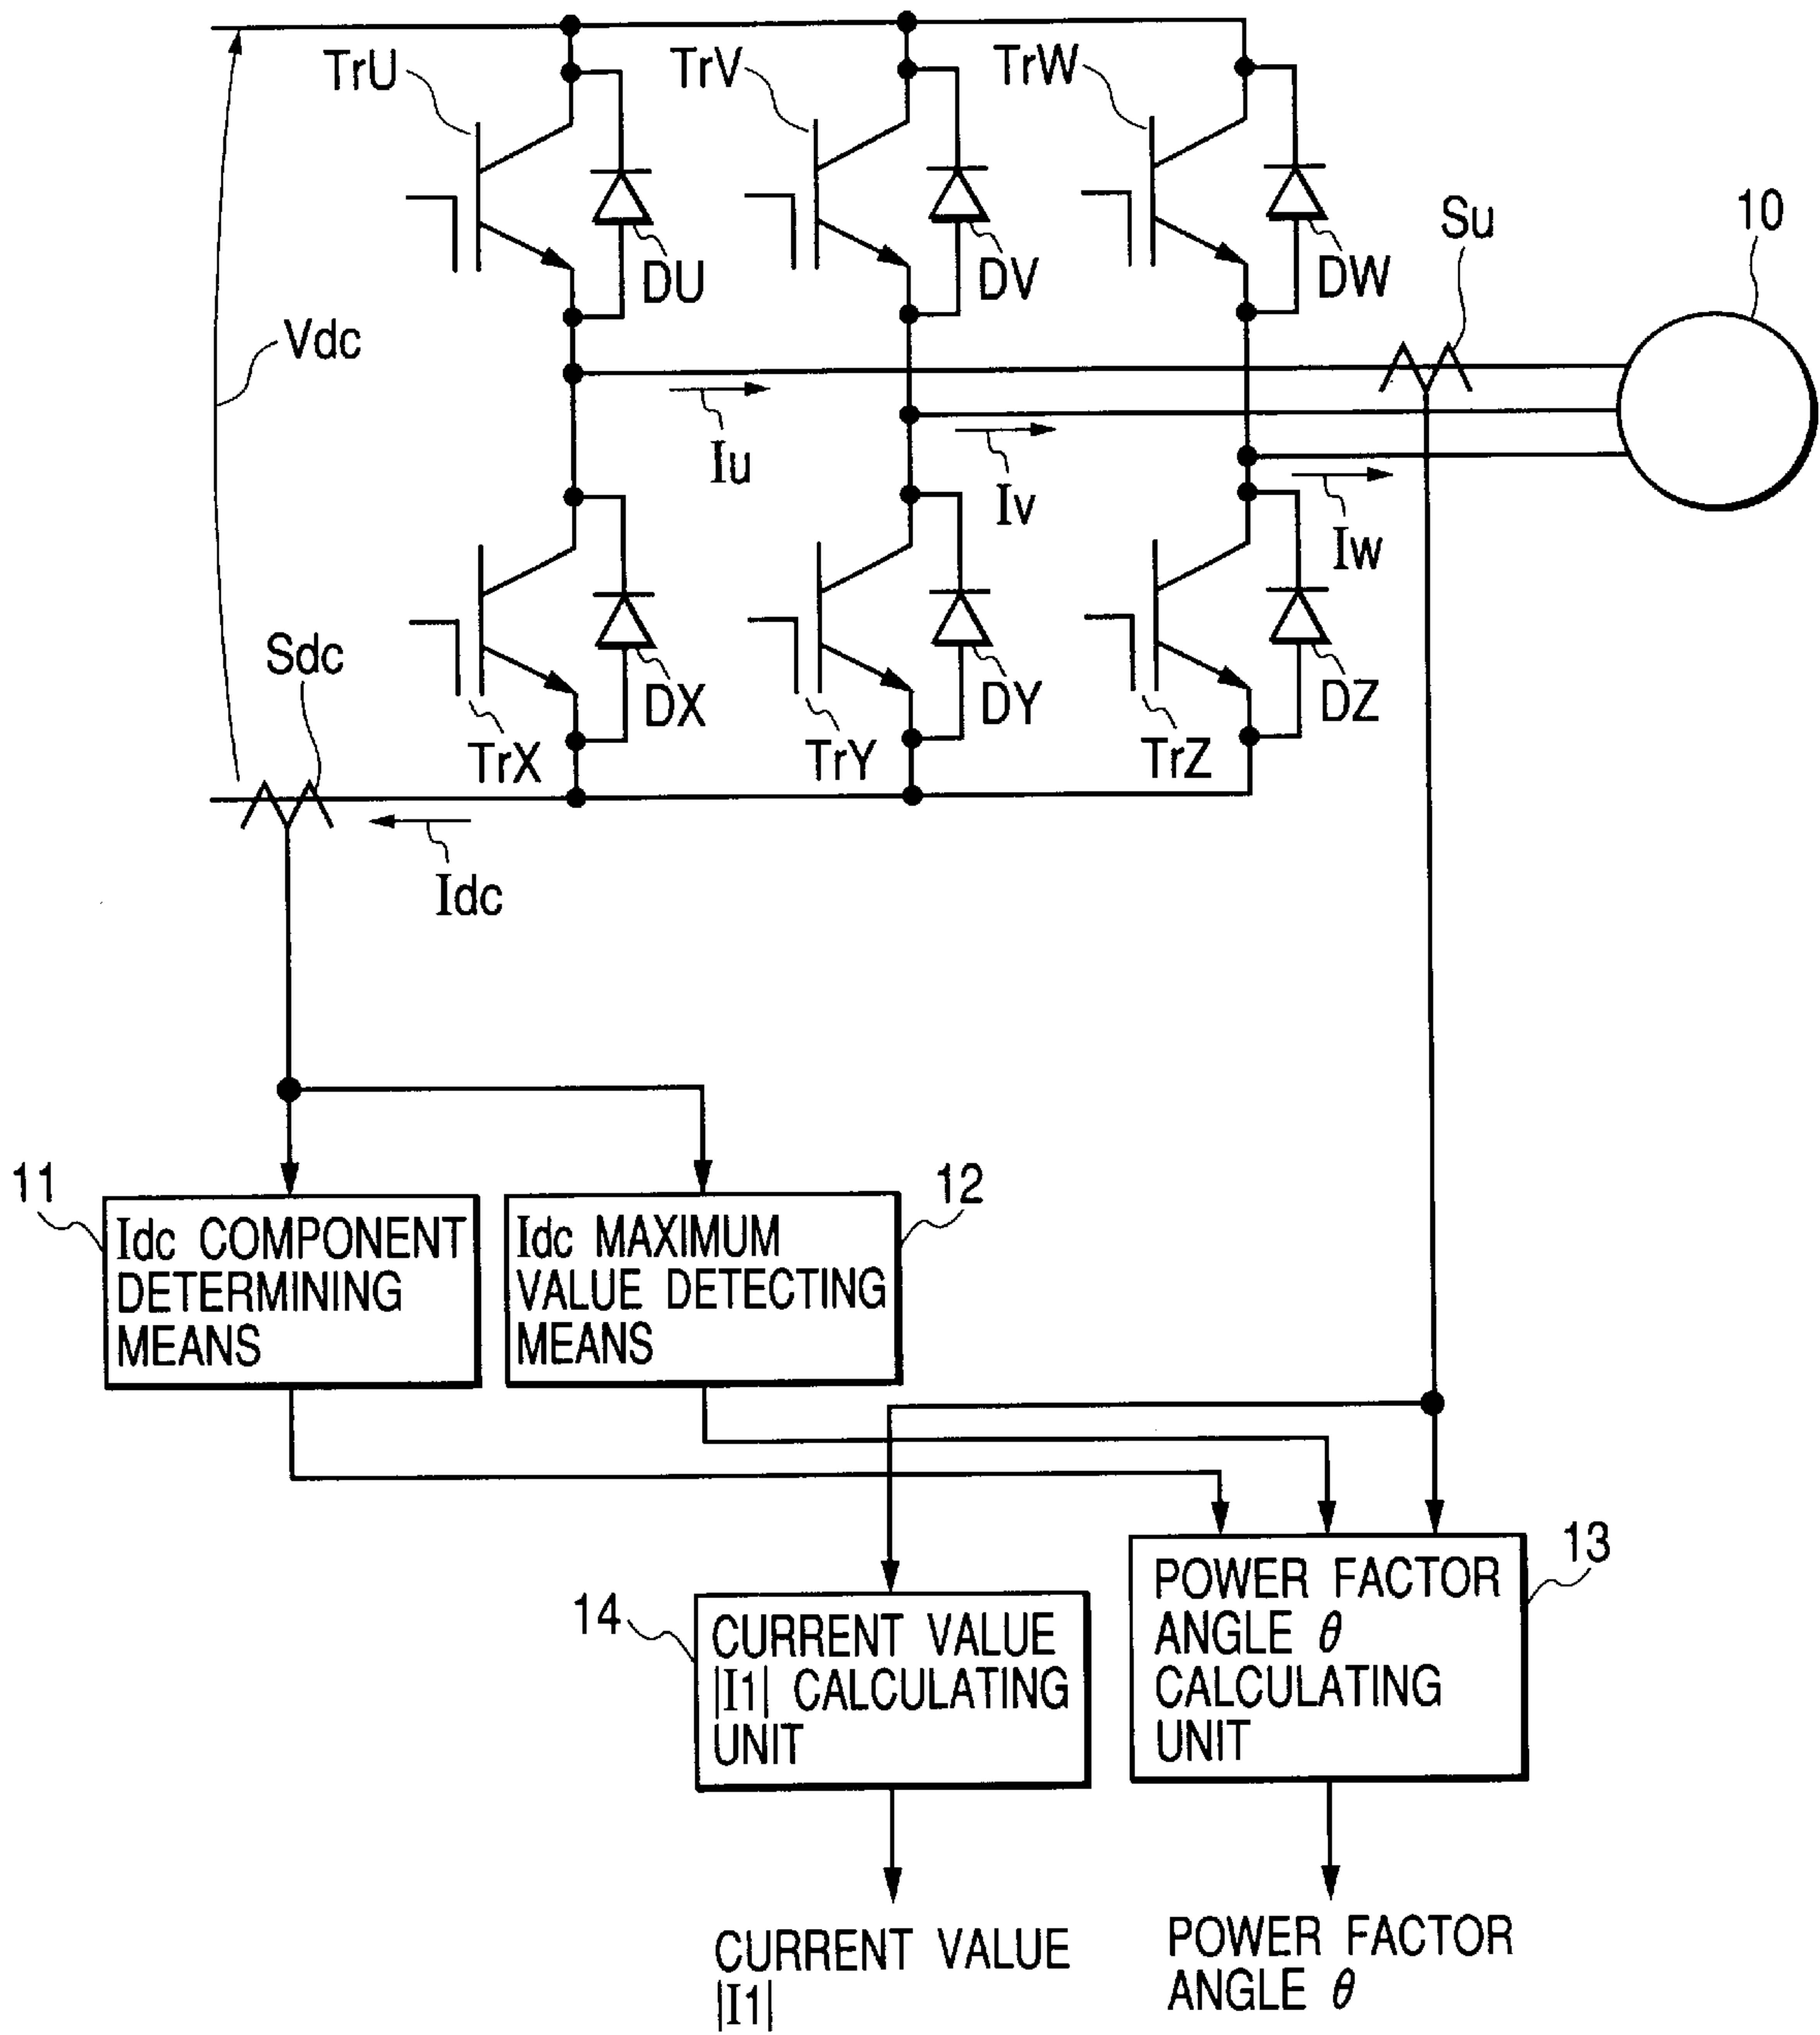 TrU
TrV
TrW
Su
10
DU
DV
DW
Vdc
Iu
Iv
Iw
Sdc
DX
DY
DZ
TrX
TrY
TrZ
Idc
11
12
Idc COMPONENT
DETERMINING
MEANS
Idc MAXIMUM
VALUE DETECTING
MEANS
13
14
CURRENT VALUE
|I1| CALCULATING
UNIT
POWER FACTOR
ANGLE θ
CALCULATING
UNIT
CURRENT VALUE
|I1|
POWER FACTOR
ANGLE θ